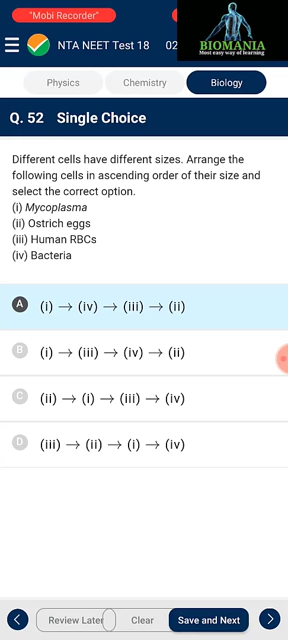 "Mobi Recorder"
NTA NEET Test 18
02
BIOMANIA
Most easy way of learning
Physics
Chemistry
Biology
Q. 52 Single Choice
Different cells have different sizes. Arrange the
following cells in ascending order of their size and
select the correct option.
(i) Mycoplasma
(ii) Ostrich eggs
(iii) Human RBCs
(iv) Bacteria
A (i) → (iv) → (iii) → (ii)
B (i) → (iii) → (iv) → (ii)
C (ii) → (i) → (iii) → (iv)
D (iii) → (ii) → (i) → (iv)
Review Later
Clear
Save and Next